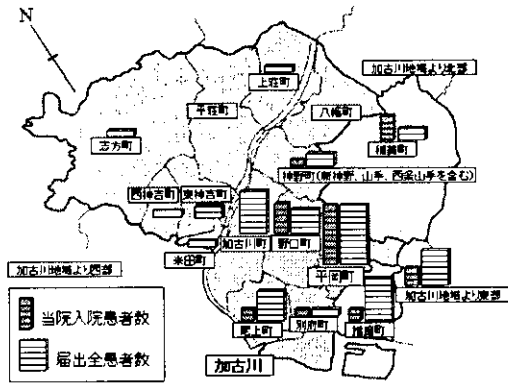 N
上荘町
加古川地域より北部
平荘町
八幡町
志方町
稲美町
神野町(新神野、山手、西条山手を含む)
西神吉町
東神吉町
加古川町
野口町
米田町
平岡町
加古川地域より西部
加古川地域より東部
当院入院患者数
尾上町
別府町
播磨町
届出全患者数
加古川